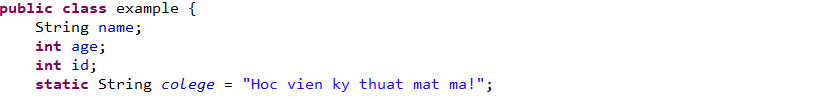 public class example {
    String name;
    int age;
    int id;
    static String colege = "Hoc vien ky thuat mat ma!";